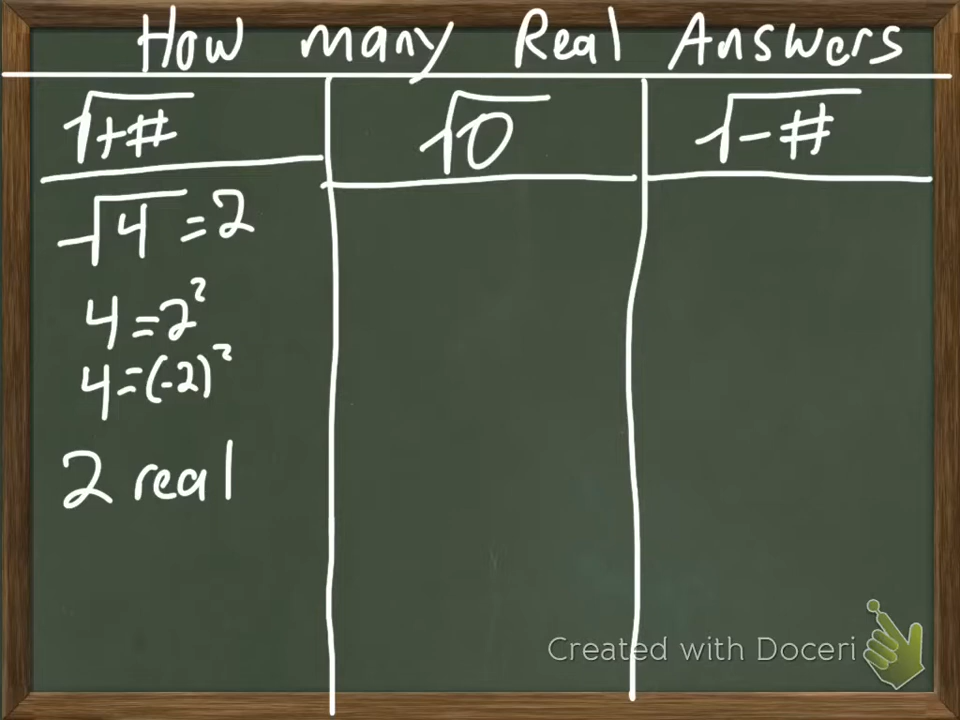 How many Real Answers
√+#
√0
√-#
√4 = 2
4 = 2²
4 = (-2)²
2 real
Created with Doceri